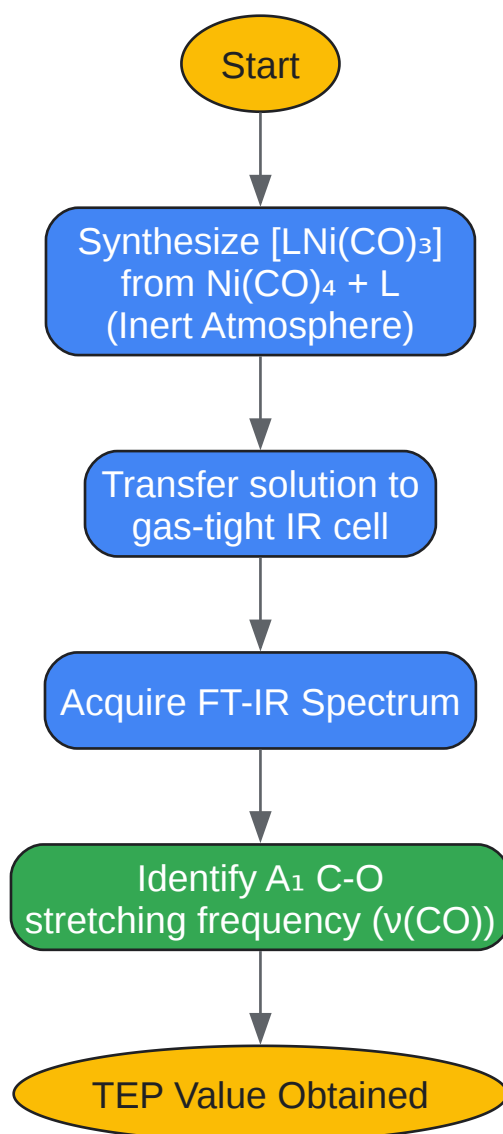 Start
Synthesize [LNi(CO)₃]
from Ni(CO)₄ + L
(Inert Atmosphere)
Transfer solution to
gas-tight IR cell
Acquire FT-IR Spectrum
Identify A₁ C-O
stretching frequency (ν(CO))
TEP Value Obtained